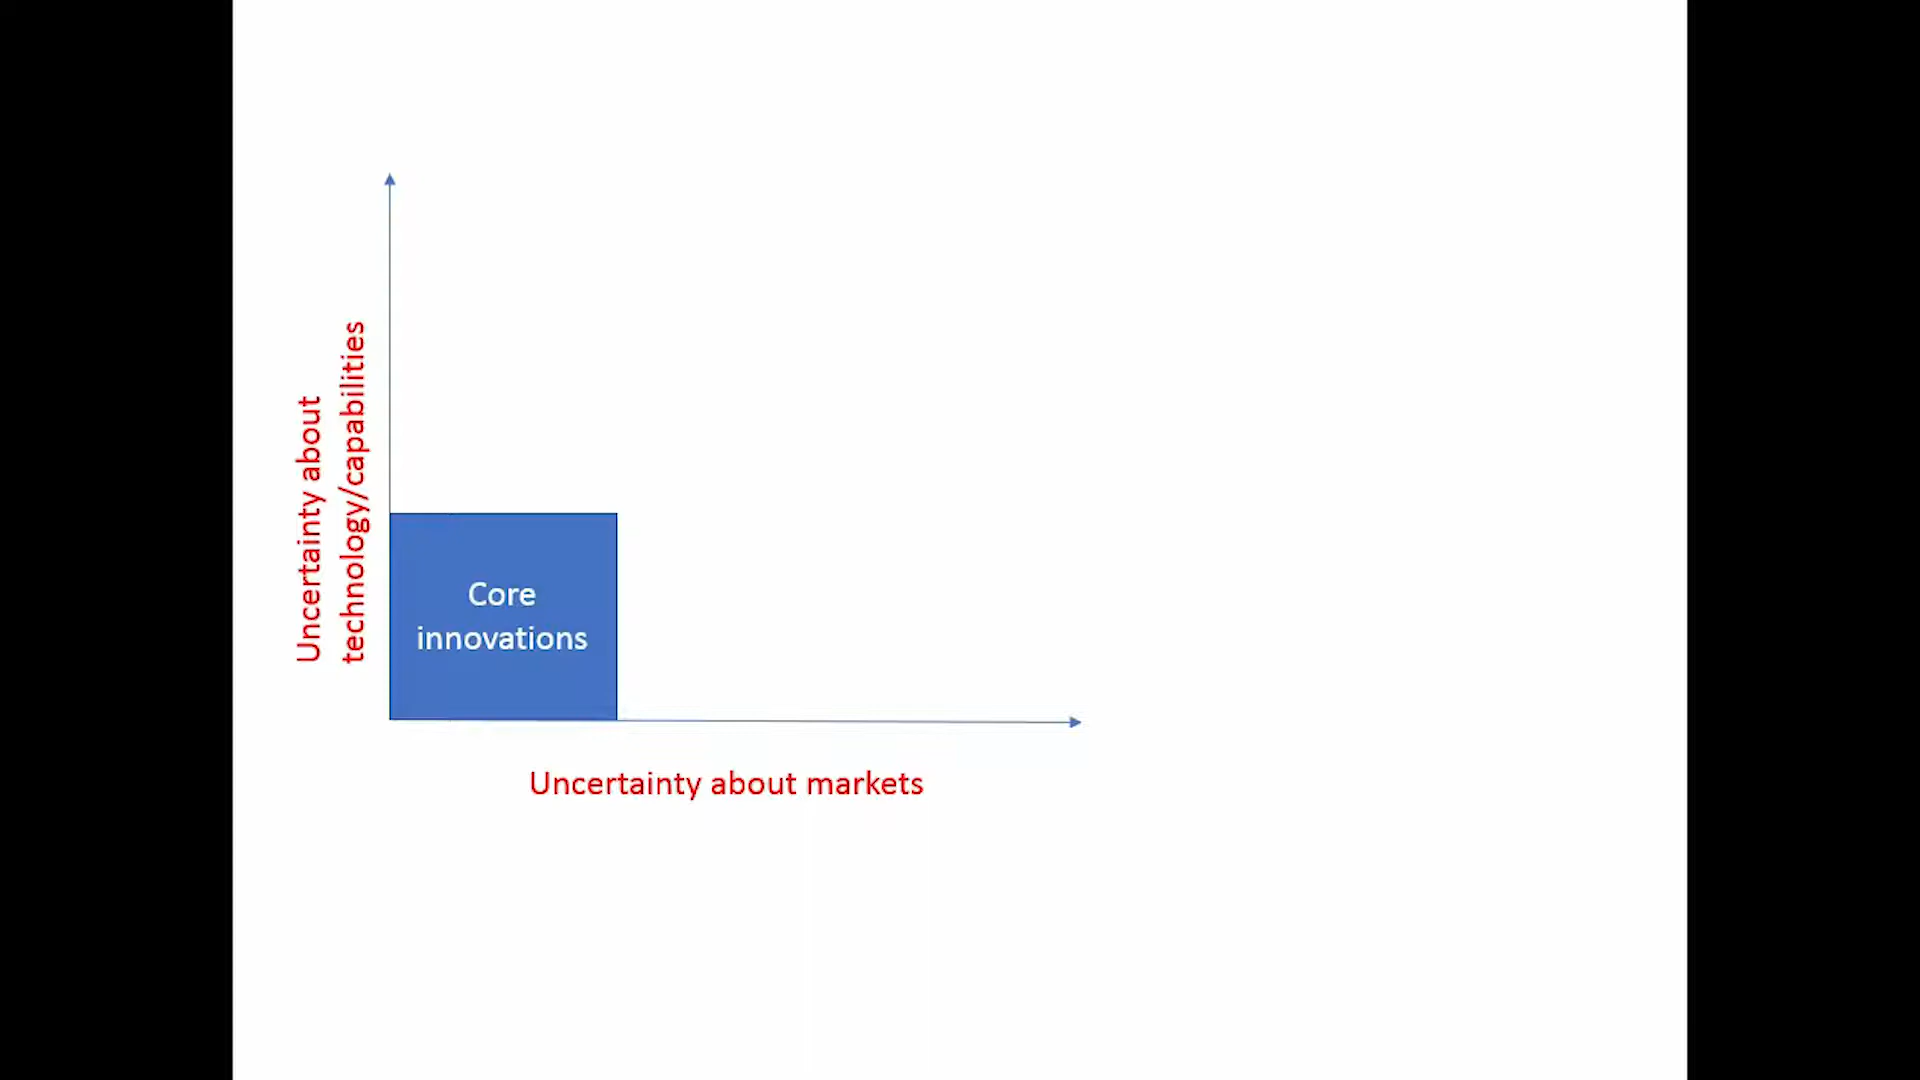 Uncertainty about
technology/capabilities
Core
innovations
Uncertainty about markets